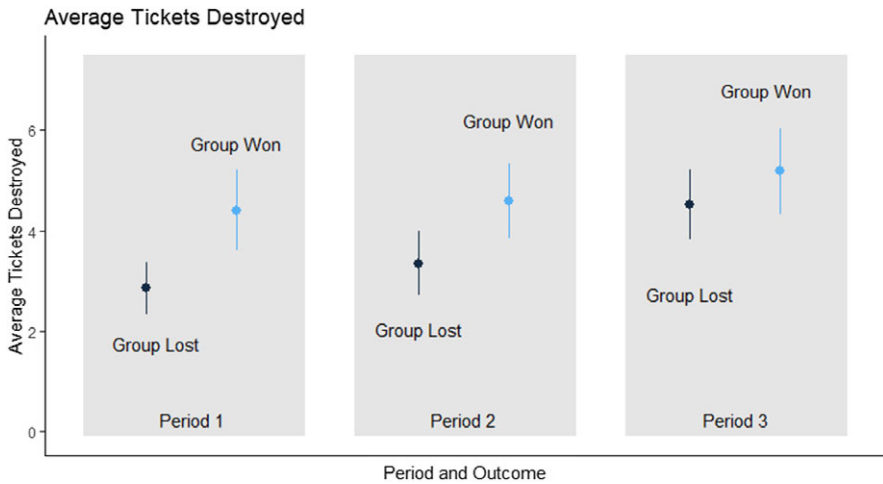 Average Tickets Destroyed
Average Tickets Destroyed
6
4
2
0
Group Won
Group Lost
Period 1
Group Won
Group Lost
Period 2
Group Won
Group Lost
Period 3
Period and Outcome